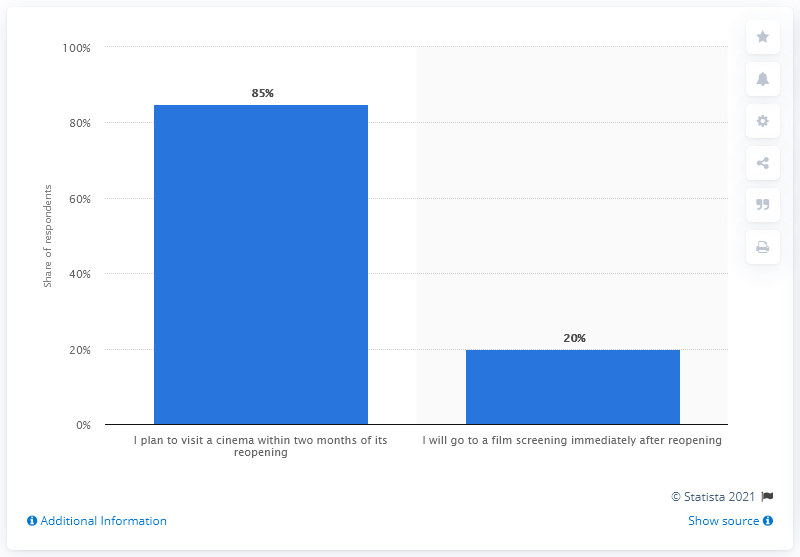 100%
80%
60%
40%
20%
0%
Share of respondents
85%
20%
I plan to visit a cinema within two months of its
reopening
I will go to a film screening immediately after reopening
© Statista 2021
Additional Information
Show source